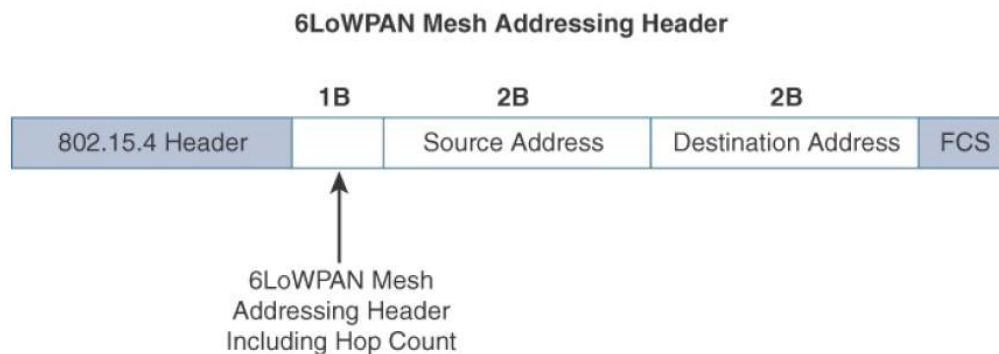 6LoWPAN Mesh Addressing Header
1B 2B 2B
802.15.4 Header Source Address Destination Address FCS
6LoWPAN Mesh
Addressing Header
Including Hop Count